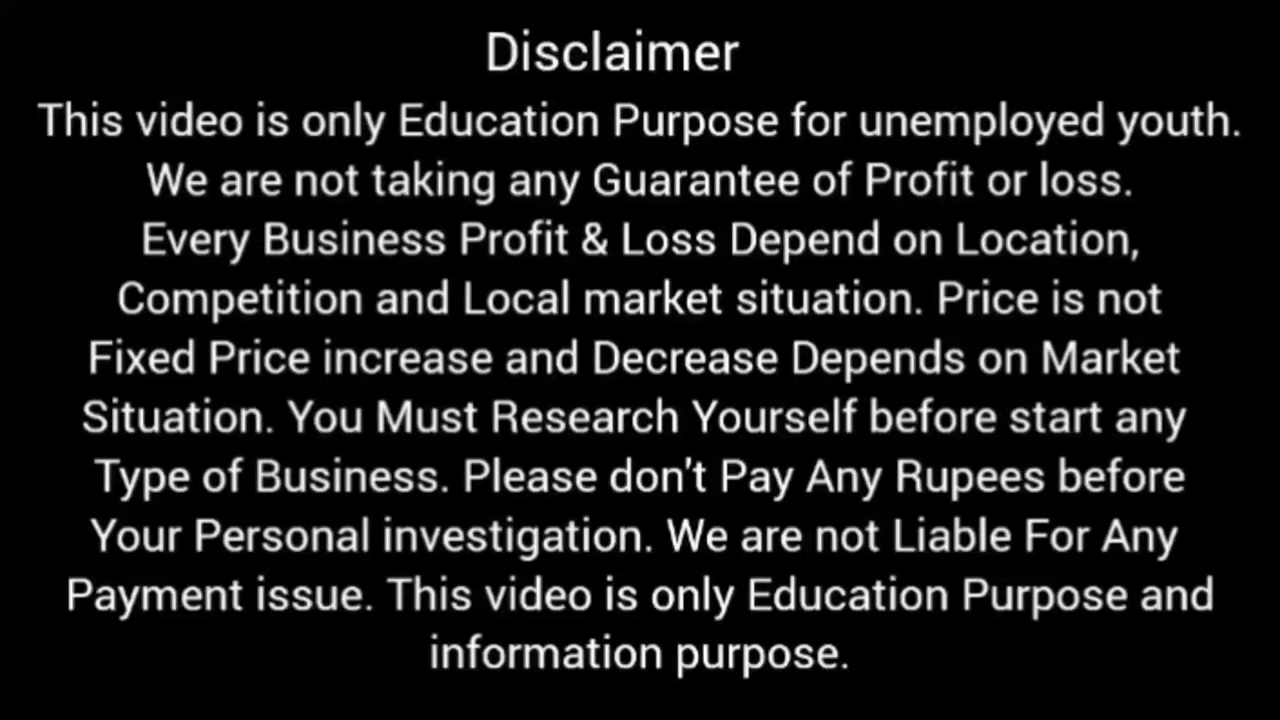 Disclaimer
This video is only Education Purpose for unemployed youth.
We are not taking any Guarantee of Profit or loss.
Every Business Profit & Loss Depend on Location,
Competition and Local market situation. Price is not
Fixed Price increase and Decrease Depends on Market
Situation. You Must Research Yourself before start any
Type of Business. Please don't Pay Any Rupees before
Your Personal investigation. We are not Liable For Any
Payment issue. This video is only Education Purpose and
information purpose.